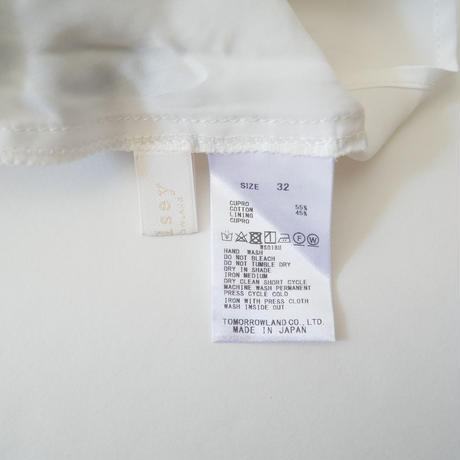 lsey
SIZE 32
CUPRO 55%
COTTON 45%
LINING
CUPRO
HAND WASH
DO NOT BLEACH
DO NOT TUMBLE DRY
DRY IN SHADE
IRON MEDIUM
DRY CLEAN SHORT CYCLE
MACHINE WASH PERMANENT
PRESS CYCLE COLD
IRON WITH PRESS CLOTH
WASH INSIDE OUT
TOMORROWLAND CO., LTD.
MADE IN JAPAN